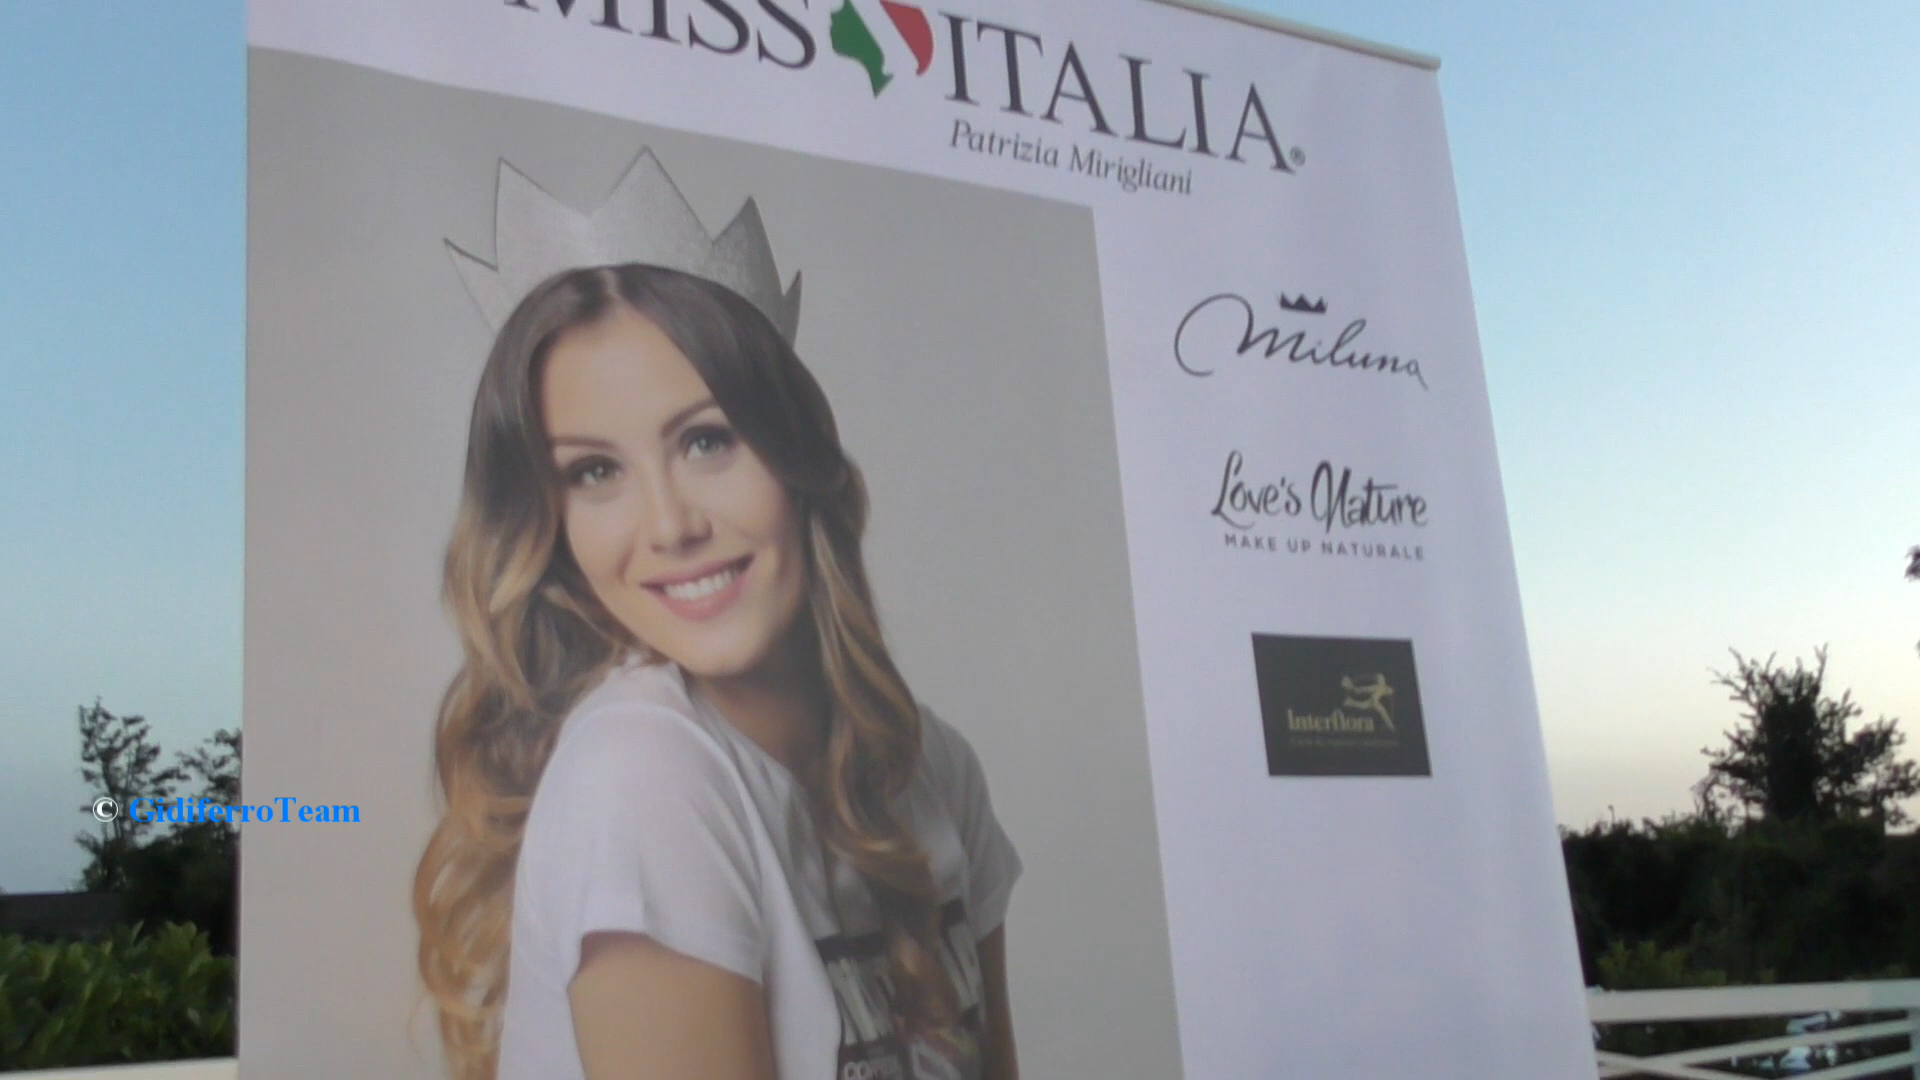 MISS ITALIA®
Patrizia Mirigliani
Miluna
Love's Nature
MAKE UP NATURALE
Interflora
© GidiferroTeam